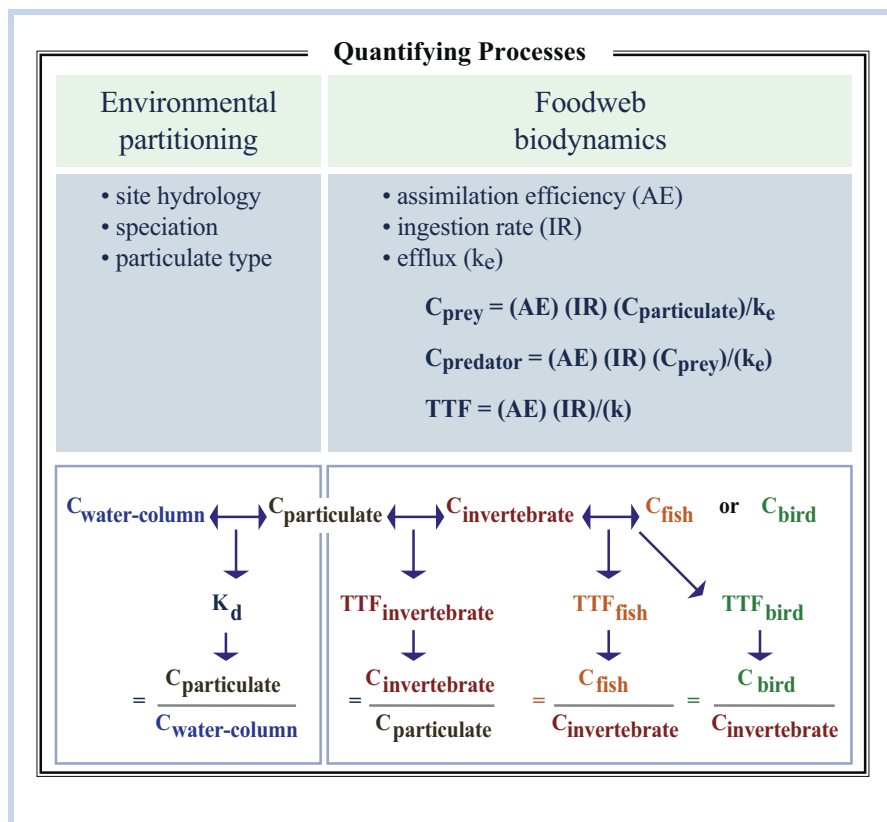 Quantifying Processes
Environmental
partitioning
Foodweb
biodynamics
• site hydrology
• speciation
• particulate type
• assimilation efficiency (AE)
• ingestion rate (IR)
• efflux (ke)
Cprey = (AE) (IR) (Cparticulate)/ke
Cpredator = (AE) (IR) (Cprey)/(ke)
TTF = (AE) (IR)/(k)
Cwater-column Cparticulate Cinvertebrate Cfish or Cbird
Kd TTFinvertebrate TTFfish TTFbird
= Cparticulate = Cinvertebrate = Cfish = Cbird
Cwater-column Cparticulate Cinvertebrate Cinvertebrate